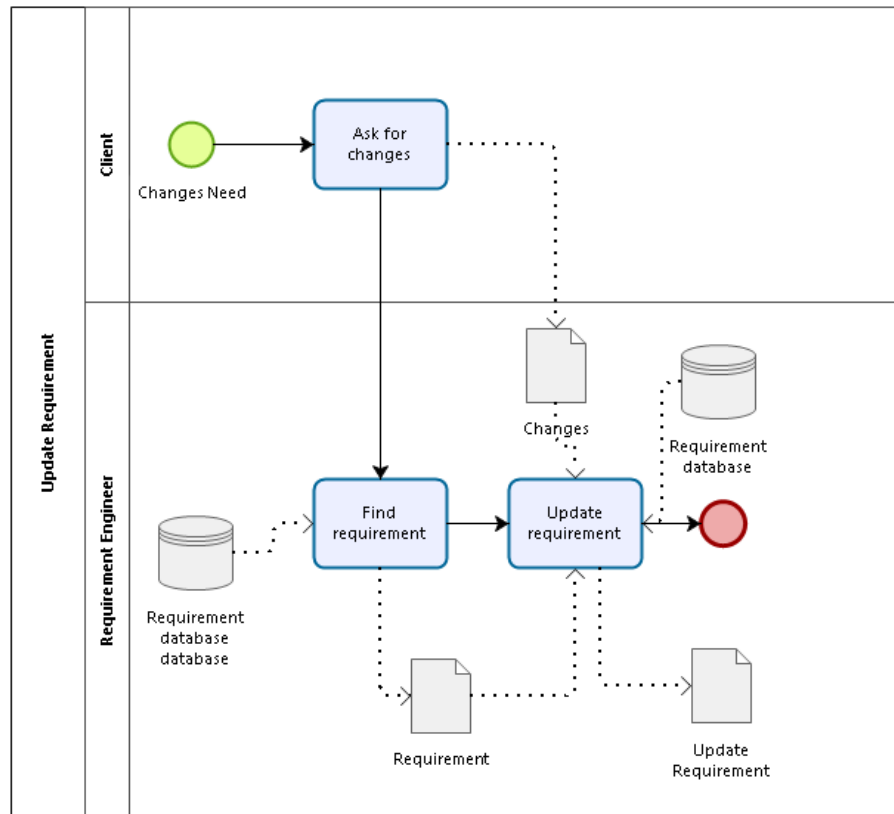 Update Requirement
Client
Ask for
changes
Changes Need
Requirement Engineer
Changes
Requirement
database
Find
requirement
Update
requirement
Requirement
database
database
Requirement
Update
Requirement